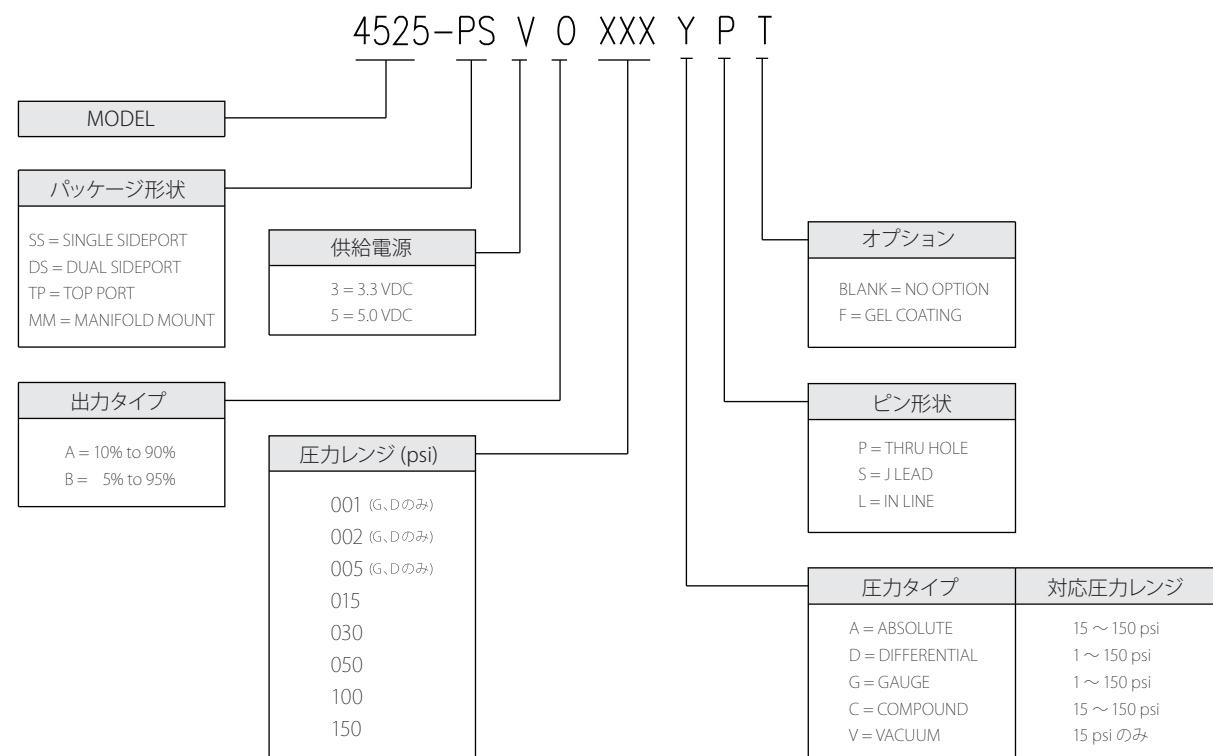 4525-PS V O XXX Y P T
MODEL
パッケージ形状
SS = SINGLE SIDEPORT
DS = DUAL SIDEPORT
TP = TOP PORT
MM = MANIFOLD MOUNT
供給電源
3 = 3.3 VDC
5 = 5.0 VDC
オプション
BLANK = NO OPTION
F = GEL COATING
出力タイプ
A = 10% to 90%
B = 5% to 95%
圧力レンジ (psi)
001 (G、Dのみ)
002 (G、Dのみ)
005 (G、Dのみ)
015
030
050
100
150
ピン形状
P = THRU HOLE
S = J LEAD
L = IN LINE
圧力タイプ 対応圧力レンジ
A = ABSOLUTE 15 ～ 150 psi
D = DIFFERENTIAL 1 ～ 150 psi
G = GAUGE 1 ～ 150 psi
C = COMPOUND 15 ～ 150 psi
V = VACUUM 15 psi のみ